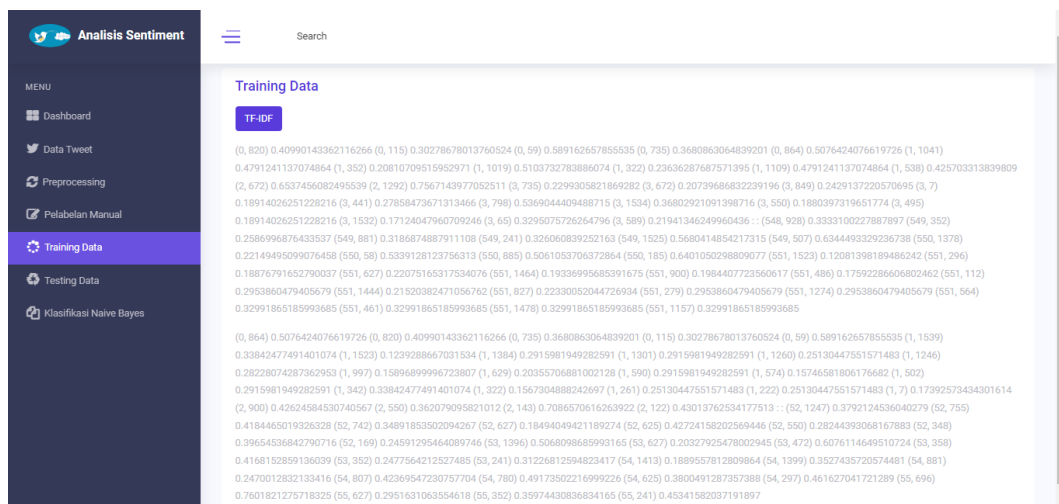 Analisis Sentiment
Search
MENU
Dashboard
Data Tweet
Preprocessing
Pelabelan Manual
Training Data
Testing Data
Klasifikasi Naive Bayes
Training Data
TF-IDF
(0, 820) 0.40990143362116266 (0, 115) 0.30278678013760524 (0, 59) 0.589162657855535 (0, 735) 0.3680863064839201 (0, 864) 0.5076424076619726 (1, 1041)
0.4791241137074864 (1, 352) 0.20810709515952971 (1, 1019) 0.5103732783886074 (1, 322) 0.23636287687571395 (1, 1109) 0.4791241137074864 (1, 538) 0.425703313839809
(2, 672) 0.6537456082495539 (2, 1292) 0.7567143977052511 (3, 735) 0.2299305821869282 (3, 672) 0.20739686832239196 (3, 849) 0.2429137220570695 (3, 7)
0.18914026251228216 (3, 441) 0.27858473671313466 (3, 798) 0.5369044409488715 (3, 1534) 0.36802921091398716 (3, 550) 0.1880397319651774 (3, 495)
0.18914026251228216 (3, 1532) 0.17124047960709246 (3, 65) 0.3295075726264796 (3, 589) 0.21941346249960436 : : (548, 928) 0.3333100227887897 (549, 352)
0.2586996876433537 (549, 881) 0.3186874887911108 (549, 241) 0.326060839252163 (549, 1525) 0.5680414854217315 (549, 507) 0.6344493329236738 (550, 1378)
0.22149495099076458 (550, 58) 0.5339128123756313 (550, 885) 0.5061053706372864 (550, 185) 0.6401050298809077 (551, 1523) 0.12081398189486242 (551, 296)
0.18876791652790037 (551, 627) 0.22075165317534076 (551, 1464) 0.19336995685391675 (551, 900) 0.1984407723560617 (551, 486) 0.17592286606802462 (551, 112)
0.2953860479405679 (551, 1444) 0.21520382471056762 (551, 827) 0.22330052044726934 (551, 279) 0.2953860479405679 (551, 1274) 0.2953860479405679 (551, 564)
0.32991865185993685 (551, 461) 0.32991865185993685 (551, 1478) 0.32991865185993685 (551, 1157) 0.32991865185993685
(0, 864) 0.5076424076619726 (0, 820) 0.40990143362116266 (0, 735) 0.3680863064839201 (0, 115) 0.30278678013760524 (0, 59) 0.589162657855535 (1, 1539)
0.33842477491401074 (1, 1523) 0.1239288667031534 (1, 1384) 0.2915981949282591 (1, 1301) 0.2915981949282591 (1, 1260) 0.25130447551571483 (1, 1246)
0.28228074287362953 (1, 997) 0.15896899996723807 (1, 629) 0.20355706881002128 (1, 590) 0.2915981949282591 (1, 574) 0.15746581806176682 (1, 502)
0.2915981949282591 (1, 342) 0.33842477491401074 (1, 322) 0.1567304888242697 (1, 261) 0.25130447551571483 (1, 222) 0.25130447551571483 (1, 7) 0.17392573434301614
(2, 900) 0.42624584530740567 (2, 550) 0.362079095821012 (2, 143) 0.7086570616263922 (2, 122) 0.43013762534177513 : : (52, 1247) 0.3792124536040279 (52, 755)
0.4184465019326328 (52, 742) 0.34891853502094267 (52, 627) 0.18494049421189274 (52, 625) 0.42724158202569446 (52, 550) 0.28244393068167883 (52, 348)
0.39654536842790716 (52, 169) 0.24591295464089746 (53, 1396) 0.5068098685993165 (53, 627) 0.20327925478002945 (53, 472) 0.6076114649510724 (53, 358)
0.4168152859136039 (53, 352) 0.2477564212527485 (53, 241) 0.31226812594823417 (54, 1413) 0.1889557812809864 (54, 1399) 0.3527435720574481 (54, 881)
0.2470012832133416 (54, 807) 0.42369547230757704 (54, 780) 0.49173502216999226 (54, 625) 0.3800491287357388 (54, 297) 0.461627041721289 (55, 696)
0.7601821275718325 (55, 627) 0.2951631063554618 (55, 352) 0.35974430836834165 (55, 241) 0.45341582037191897